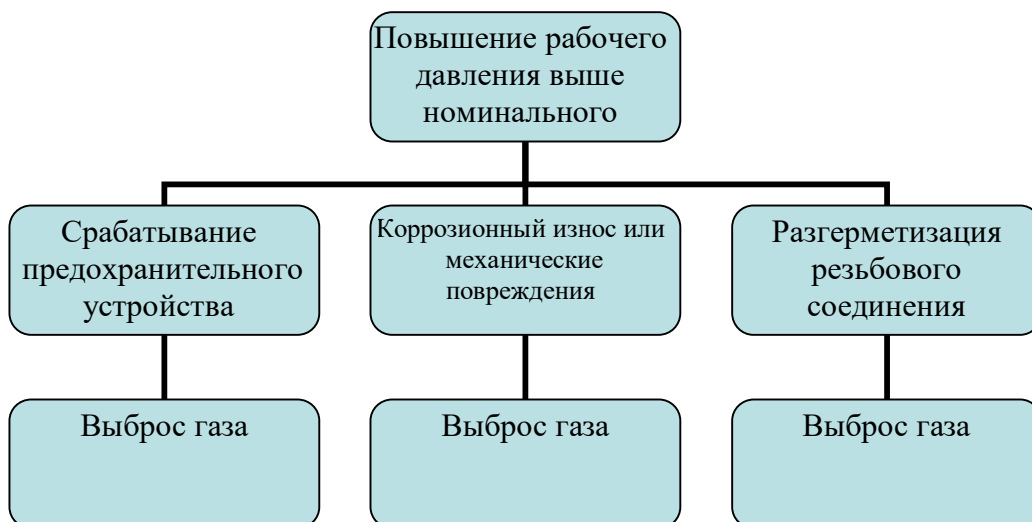 Повышение рабочего
давления выше
номинального
Срабатывание
предохранительного
устройства
Коррозионный износ или
механические
повреждения
Разгерметизация
резьбового
соединения
Выброс газа
Выброс газа
Выброс газа